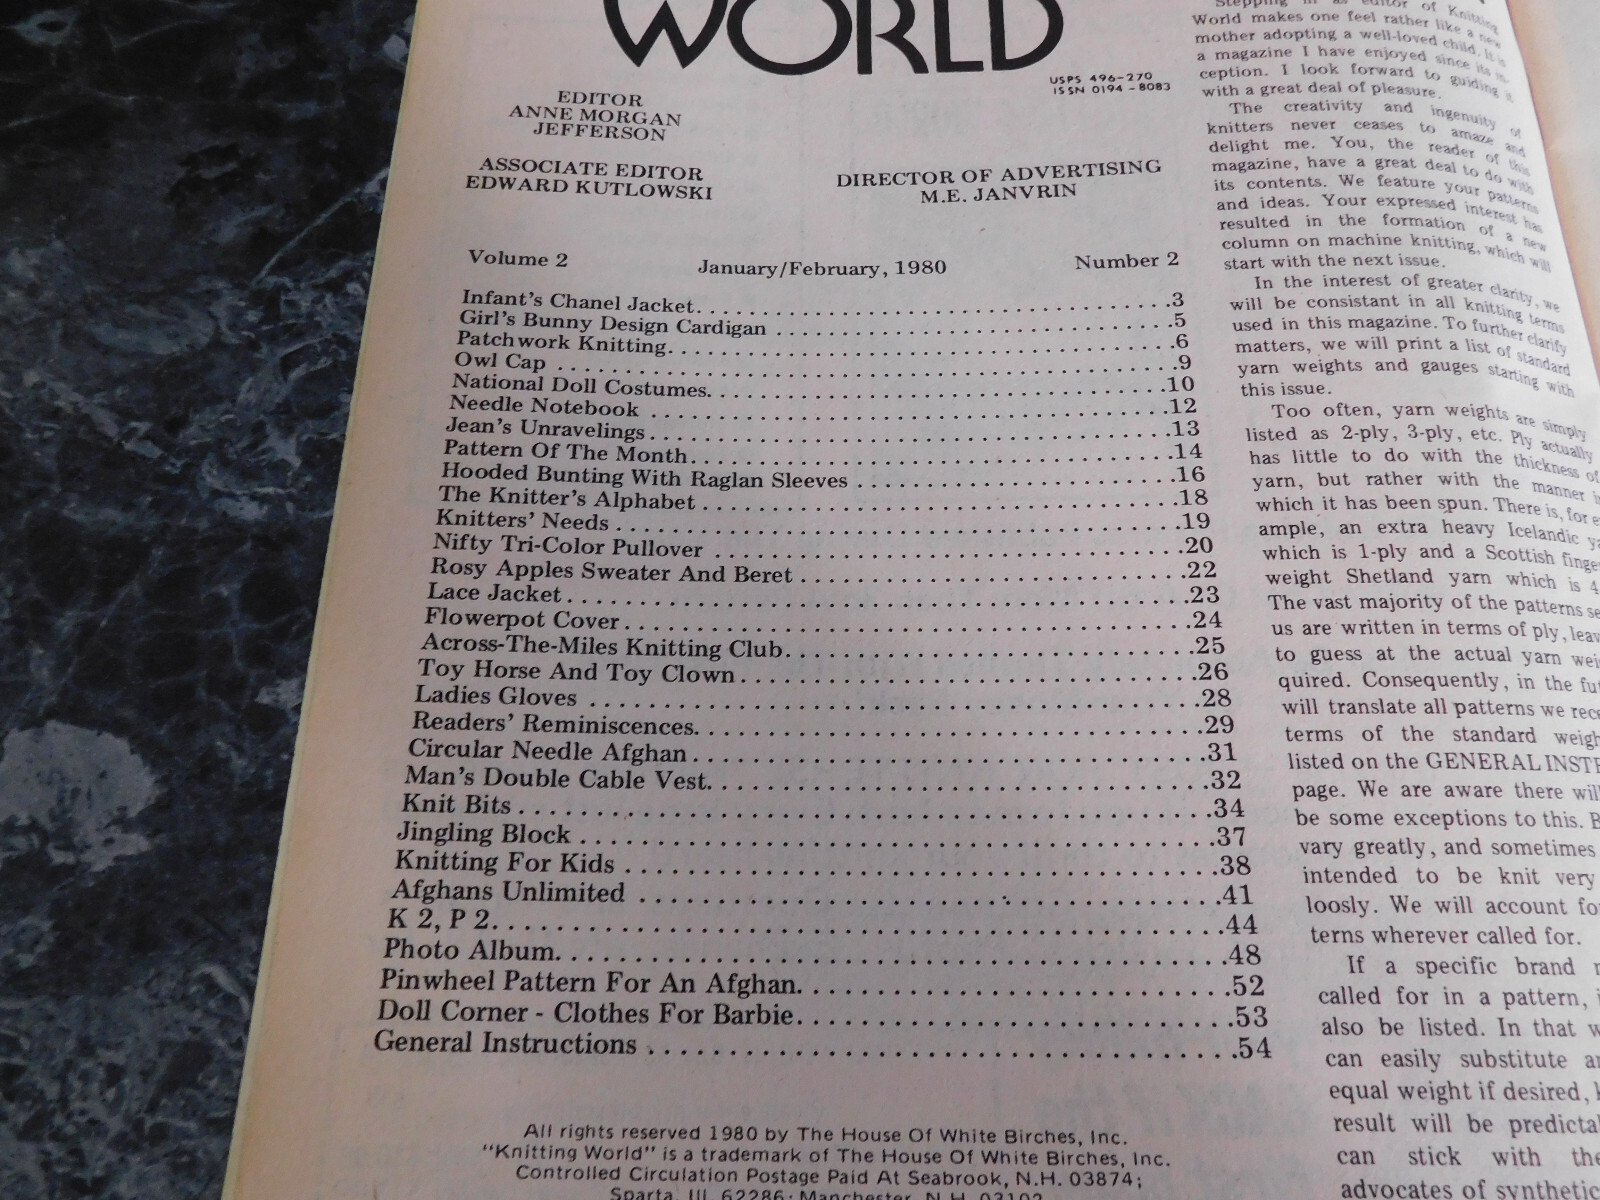 WORLD
USPS 496-270
ISSN 0194-8083
EDITOR
ANNE MORGAN
JEFFERSON
ASSOCIATE EDITOR
EDWARD KUTLOWSKI
DIRECTOR OF ADVERTISING
M.E. JANVRIN
Volume 2 January/February, 1980 Number 2
Infant's Chanel Jacket. . . . . . . . . . .3
Girl's Bunny Design Cardigan . . . . . . . . . . .5
Patchwork Knitting. . . . . . . . . . .6
Owl Cap . . . . . . . . . . .9
National Doll Costumes. . . . . . . . . . .10
Needle Notebook . . . . . . . . . . .12
Jean's Unravelings . . . . . . . . . . .13
Pattern Of The Month. . . . . . . . . . .14
Hooded Bunting With Raglan Sleeves . . . . . . . . . . .16
The Knitter's Alphabet . . . . . . . . . . .18
Knitters' Needs . . . . . . . . . . .19
Nifty Tri-Color Pullover . . . . . . . . . . .20
Rosy Apples Sweater And Beret . . . . . . . . . . .22
Lace Jacket . . . . . . . . . . .23
Flowerpot Cover . . . . . . . . . . .24
Across-The-Miles Knitting Club. . . . . . . . . . .25
Toy Horse And Toy Clown . . . . . . . . . . .26
Ladies Gloves . . . . . . . . . . .28
Readers' Reminiscences. . . . . . . . . . .29
Circular Needle Afghan . . . . . . . . . . .31
Man's Double Cable Vest. . . . . . . . . . .32
Knit Bits . . . . . . . . . . .34
Jingling Block . . . . . . . . . . .37
Knitting For Kids . . . . . . . . . . .38
Afghans Unlimited . . . . . . . . . . .41
K 2, P 2. . . . . . . . . . .44
Photo Album. . . . . . . . . . .48
Pinwheel Pattern For An Afghan. . . . . . . . . . .52
Doll Corner - Clothes For Barbie. . . . . . . . . . .53
General Instructions . . . . . . . . . . .54
All rights reserved 1980 by The House Of White Birches, Inc.
"Knitting World" is a trademark of The House Of White Birches, Inc.
Controlled Circulation Postage Paid At Seabrook, N.H. 03874;
Sparta, Ill. 62286; Manchester, N.H. 03102
Stepping in as editor of Knitting
World makes one feel rather like a new
mother adopting a well-loved child. It is
a magazine I have enjoyed since its in-
ception. I look forward to guiding it
with a great deal of pleasure.
The creativity and ingenuity of
knitters never ceases to amaze and
delight me. You, the reader of this
magazine, have a great deal to do with
its contents. We feature your patterns
and ideas. Your expressed interest has
resulted in the formation of a new
column on machine knitting, which will
start with the next issue.
In the interest of greater clarity, we
will be consistant in all knitting terms
used in this magazine. To further clarify
matters, we will print a list of standard
yarn weights and gauges starting with
this issue.
Too often, yarn weights are simply
listed as 2-ply, 3-ply, etc. Ply actually
has little to do with the thickness of
yarn, but rather with the manner
which it has been spun. There is, for
ample, an extra heavy Icelandic
which is 1-ply and a Scottish
weight Shetland yarn which is 4
The vast majority of the patterns
us are written in terms of ply,
to guess at the actual yarn
quired. Consequently, in the
will translate all patterns we
terms of the standard
listed on the GENERAL
page. We are aware there
be some exceptions to this.
vary greatly, and sometimes
intended to be knit very
loosly. We will account
terns wherever called for.
If a specific brand
called for in a pattern,
also be listed. In that
can easily substitute
equal weight if desired,
result will be
can stick with
advocates of